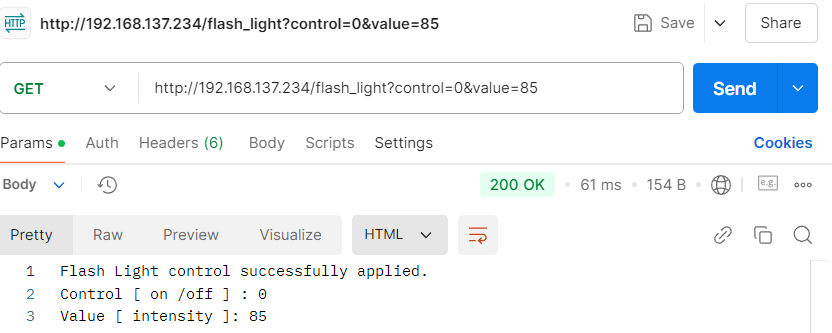 HTTP http://192.168.137.234/flash_light?control=0&value=85 Save Share
GET http://192.168.137.234/flash_light?control=0&value=85 Send
Params Auth Headers (6) Body Scripts Settings Cookies
Body 200 OK 61 ms 154 B e.g.
Pretty Raw Preview Visualize HTML
1 Flash Light control successfully applied.
2 Control [ on /off ] : 0
3 Value [ intensity ]: 85